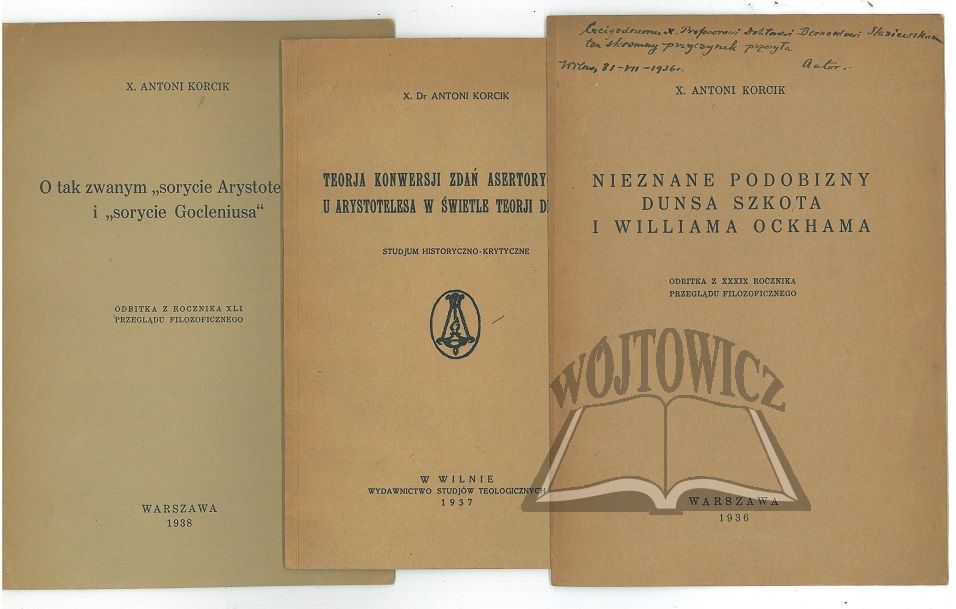 X. ANTONI KORCIK
O tak zwanym „sorycie Arystote
i „sorycie Gocleniusa“
ODBITKA Z ROCZNIKA XLI
PRZEGLĄDU FILOZOFICZNEGO
WARSZAWA
1938
X. Dr ANTONI KORCIK
TEORJA KONWERSJI ZDAŃ ASERTORY
U ARYSTOTELESA W ŚWIETLE TEORJI D
STUDJUM HISTORYCZNO-KRYTYCZNE
W WILNIE
WYDAWNICTWO STUDJÓW TEOLOGICZNYCH
1937
Czcigodnemu X. Profesorowi Doktorowi Bernardowi
ten skromny przyczynek przesyła
Wilno, 31-VII-1936r. Autor.
X. ANTONI KORCIK
NIEZNANE PODOBIZNY
DUNSA SZKOTA
I WILLIAMA OCKHAMA
ODBITKA Z XXXIX ROCZNIKA
PRZEGLĄDU FILOZOFICZNEGO
WÓJTOWICZ
WARSZAWA
1936